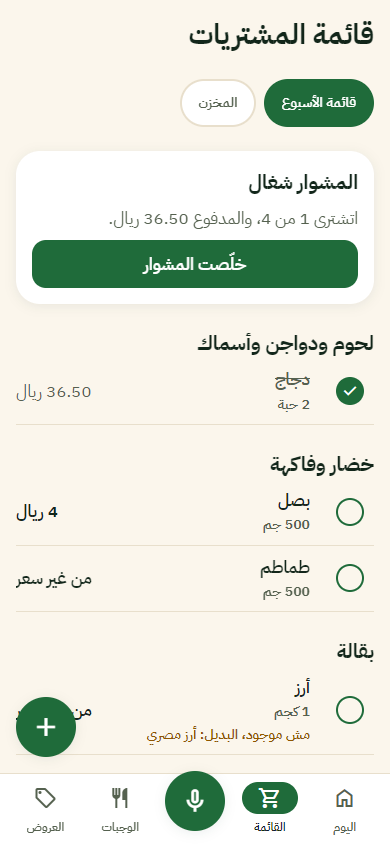 قائمة المشتريات
قائمة الأسبوع
المخزن
المشوار شغال
اتشترى 1 من 4، والمدفوع 36.50 ريال.
خلّصت المشوار
لحوم ودواجن وأسماك
دجاج
36.50 ريال
2 حبة
خضار وفاكهة
بصل
4 ريال
500 جم
طماطم
من غير سعر
500 جم
بقالة
أرز
من
1 كجم
مش موجود، البديل: أرز مصري
اليوم
القائمة
الوجبات
العروض